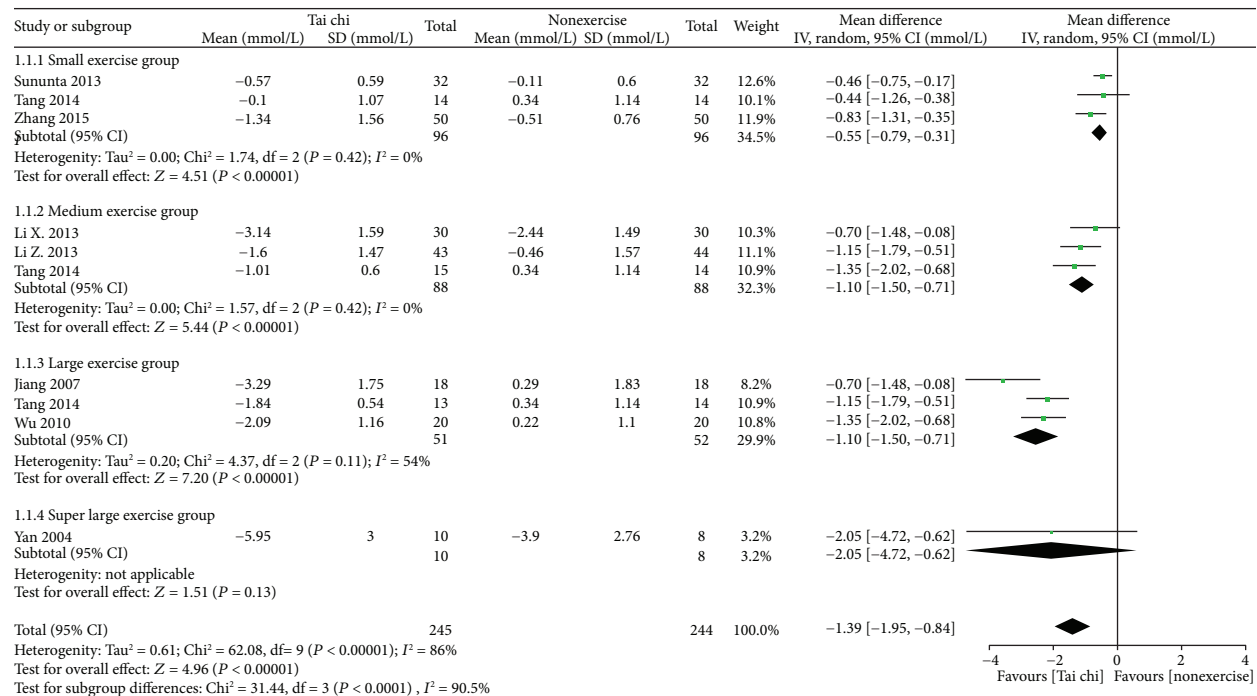 Study or subgroup Tai chi Total Nonexercise Total Weight Mean difference Mean difference
Mean (mmol/L) SD (mmol/L) Mean (mmol/L) SD (mmol/L) IV, random, 95% CI (mmol/L) IV, random, 95% CI (mmol/L)
1.1.1 Small exercise group
Sununta 2013 −0.57 0.59 32 −0.11 0.6 32 12.6% −0.46 [−0.75, −0.17]
Tang 2014 −0.1 1.07 14 0.34 1.14 14 10.1% −0.44 [−1.26, −0.38]
Zhang 2015 −1.34 1.56 50 −0.51 0.76 50 11.9% −0.83 [−1.31, −0.35]
Subtotal (95% CI) 96 96 34.5% −0.55 [−0.79, −0.31]
Heterogenity: Tau² = 0.00; Chi² = 1.74, df = 2 (P = 0.42); I² = 0%
Test for overall effect: Z = 4.51 (P < 0.00001)
1.1.2 Medium exercise group
Li X. 2013 −3.14 1.59 30 −2.44 1.49 30 10.3% −0.70 [−1.48, −0.08]
Li Z. 2013 −1.6 1.47 43 −0.46 1.57 44 11.1% −1.15 [−1.79, −0.51]
Tang 2014 −1.01 0.6 15 0.34 1.14 14 10.9% −1.35 [−2.02, −0.68]
Subtotal (95% CI) 88 88 32.3% −1.10 [−1.50, −0.71]
Heterogenity: Tau² = 0.00; Chi² = 1.57, df = 2 (P = 0.42); I² = 0%
Test for overall effect: Z = 5.44 (P < 0.00001)
1.1.3 Large exercise group
Jiang 2007 −3.29 1.75 18 0.29 1.83 18 8.2% −0.70 [−1.48, −0.08]
Tang 2014 −1.84 0.54 13 0.34 1.14 14 10.9% −1.15 [−1.79, −0.51]
Wu 2010 −2.09 1.16 20 0.22 1.1 20 10.8% −1.35 [−2.02, −0.68]
Subtotal (95% CI) 51 52 29.9% −1.10 [−1.50, −0.71]
Heterogenity: Tau² = 0.20; Chi² = 4.37, df = 2 (P = 0.11); I² = 54%
Test for overall effect: Z = 7.20 (P < 0.00001)
1.1.4 Super large exercise group
Yan 2004 −5.95 3 10 −3.9 2.76 8 3.2% −2.05 [−4.72, −0.62]
Subtotal (95% CI) 10 8 3.2% −2.05 [−4.72, −0.62]
Heterogenity: not applicable
Test for overall effect: Z = 1.51 (P = 0.13)
Total (95% CI) 245 244 100.0% −1.39 [−1.95, −0.84]
Heterogenity: Tau² = 0.61; Chi² = 62.08, df= 9 (P < 0.00001); I² = 86%
Test for overall effect: Z = 4.96 (P < 0.00001)
Test for subgroup differences: Chi² = 31.44, df = 3 (P < 0.0001) , I² = 90.5%
−4 −2 0 2 4
Favours [Tai chi] Favours [nonexercise]